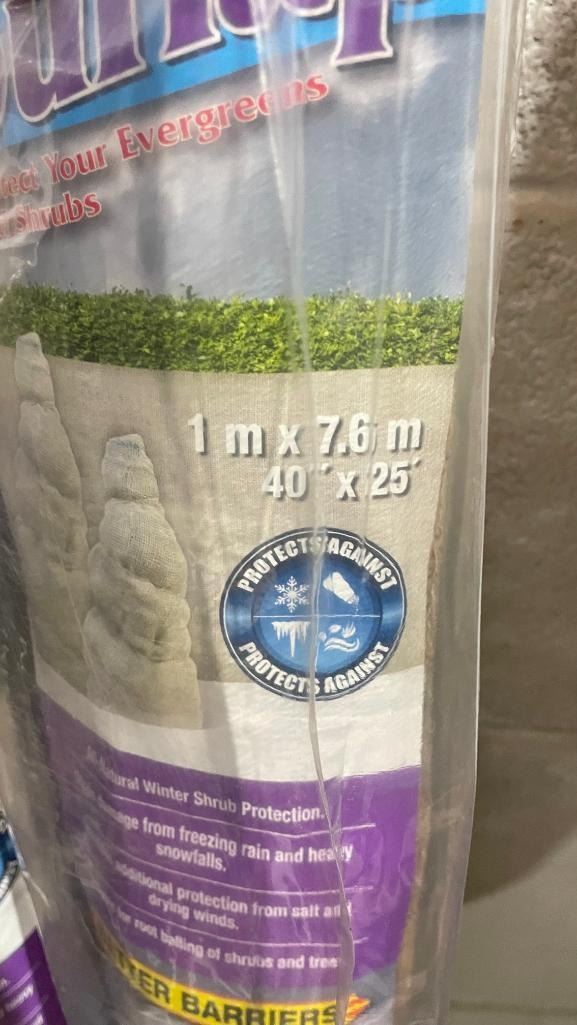 Your Evergreens
Shrubs
1 m x 7.6 m
40" x 25'
PROTECTS AGAINST
PROTECTS AGAINST
Natural Winter Shrub Protection.
from freezing rain and heavy
snowfalls.
additional protection from salt and
drying winds.
for root balling of shrubs and trees
BARRIERS